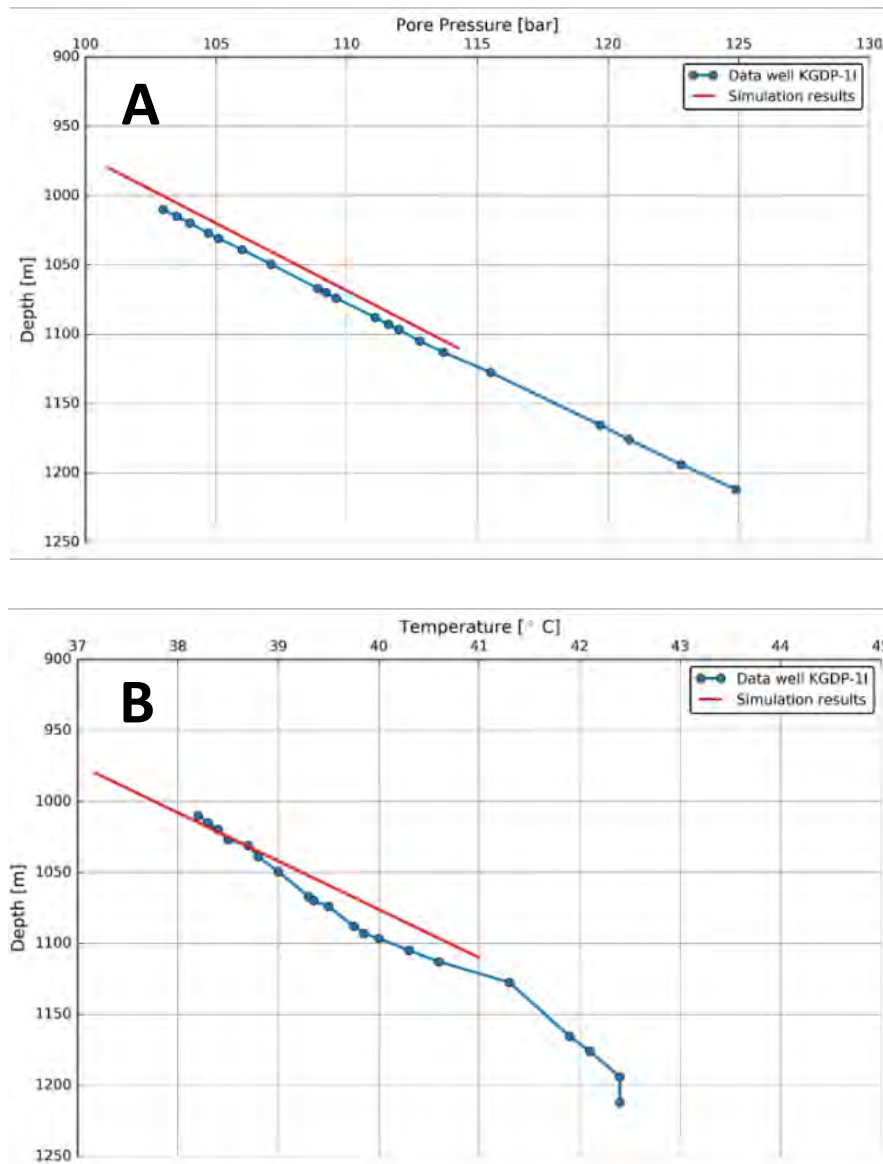 Pore Pressure [bar]
100 105 110 115 120 125 130
900
A
Data well KGDP-1I
Simulation results
950
1000
1050
Depth [m]
1100
1150
1200
1250
Temperature [° C]
37 38 39 40 41 42 43 44 45
900
B
Data well KGDP-1I
Simulation results
950
1000
1050
Depth [m]
1100
1150
1200
1250